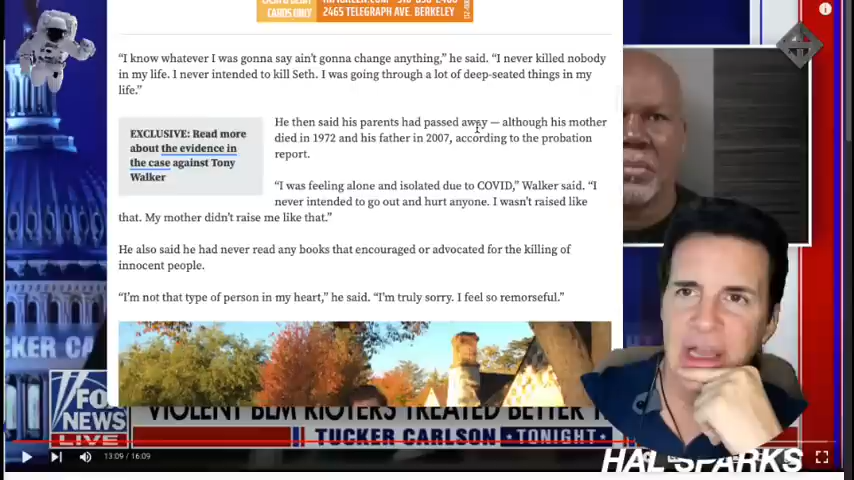 CARDS ONLY
2465 TELEGRAPH AVE. BERKELEY
“I know whatever I was gonna say ain’t gonna change anything,” he said. “I never killed nobody
in my life. I never intended to kill Seth. I was going through a lot of deep-seated things in my
life.”
EXCLUSIVE: Read more
about the evidence in
the case against Tony
Walker
He then said his parents had passed away — although his mother
died in 1972 and his father in 2007, according to the probation
report.
“I was feeling alone and isolated due to COVID,” Walker said. “I
never intended to go out and hurt anyone. I wasn’t raised like
that. My mother didn’t raise me like that.”
He also said he had never read any books that encouraged or advocated for the killing of
innocent people.
“I’m not that type of person in my heart,” he said. “I’m truly sorry. I feel so remorseful.”
CKER CA
FOX
NEWS
LIVE
VIOLENT BLM RIOTERS TREATED BETTER
TUCKER CARLSON TONIGHT
13:09 / 16:09
HAL SPARKS